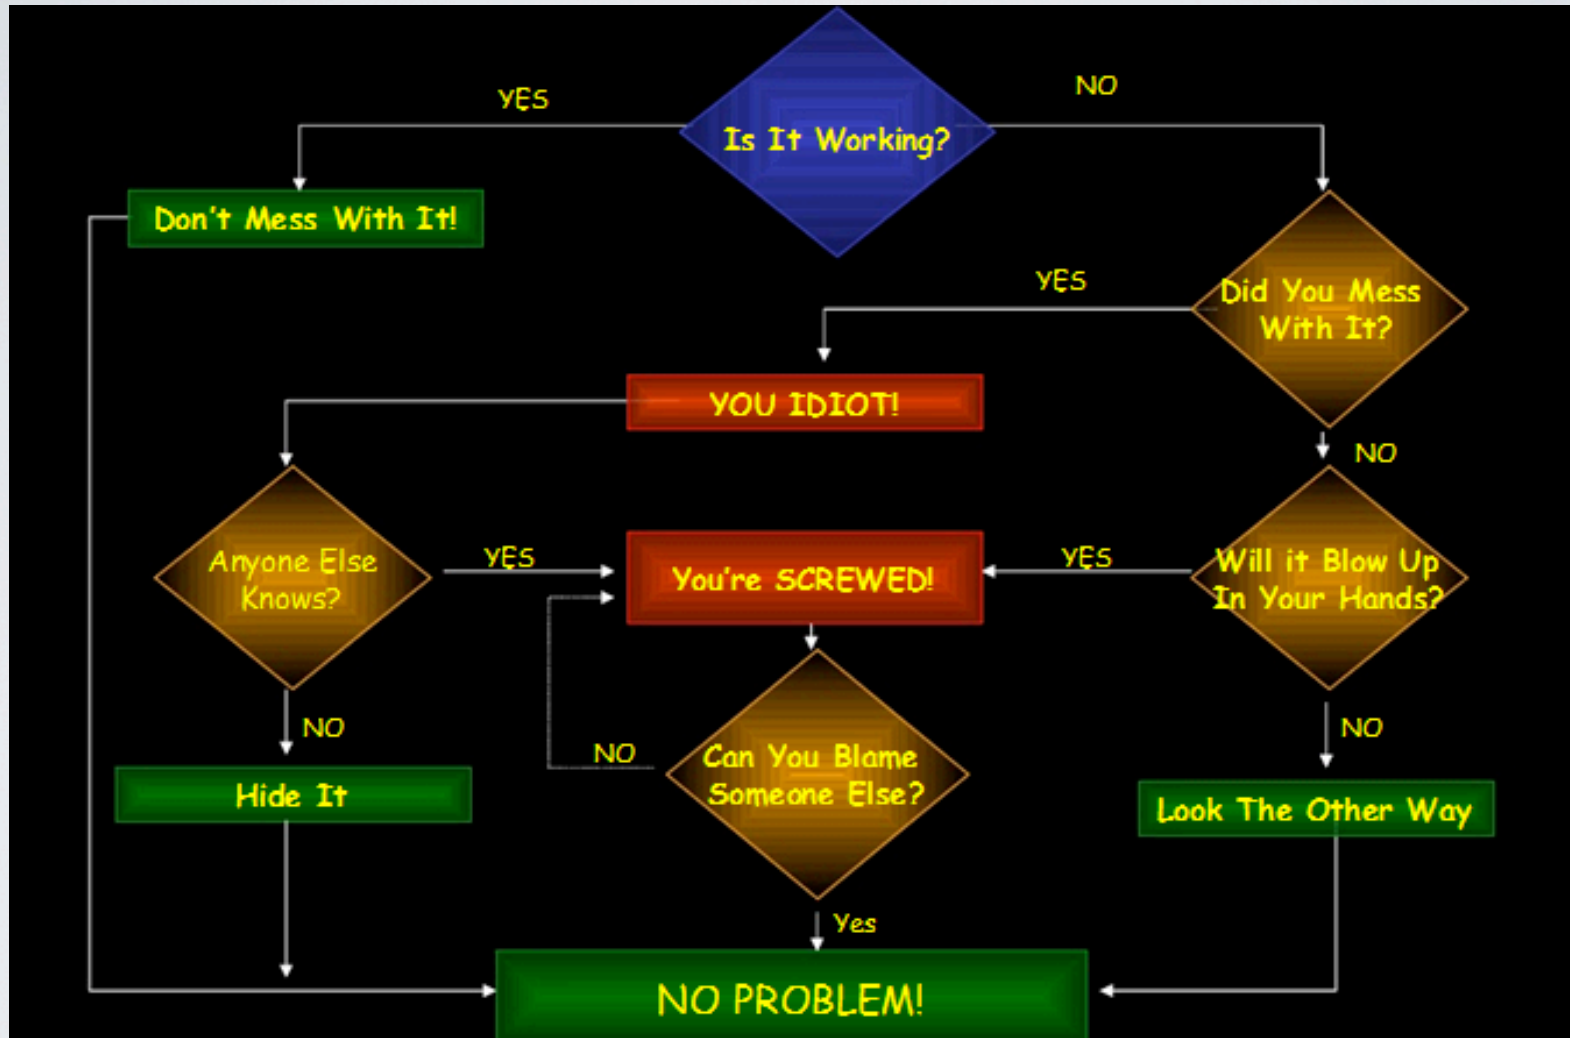 NO
YES
Is It Working?
Don't Mess With It!
YES
Did You Mess
With It?
YOU IDIOT!
NO
Anyone Else
Knows?
YES
You're SCREWED!
YES
Will it Blow Up
In Your Hands?
NO
NO
Can You Blame
Someone Else?
NO
Hide It
Look The Other Way
Yes
NO PROBLEM!